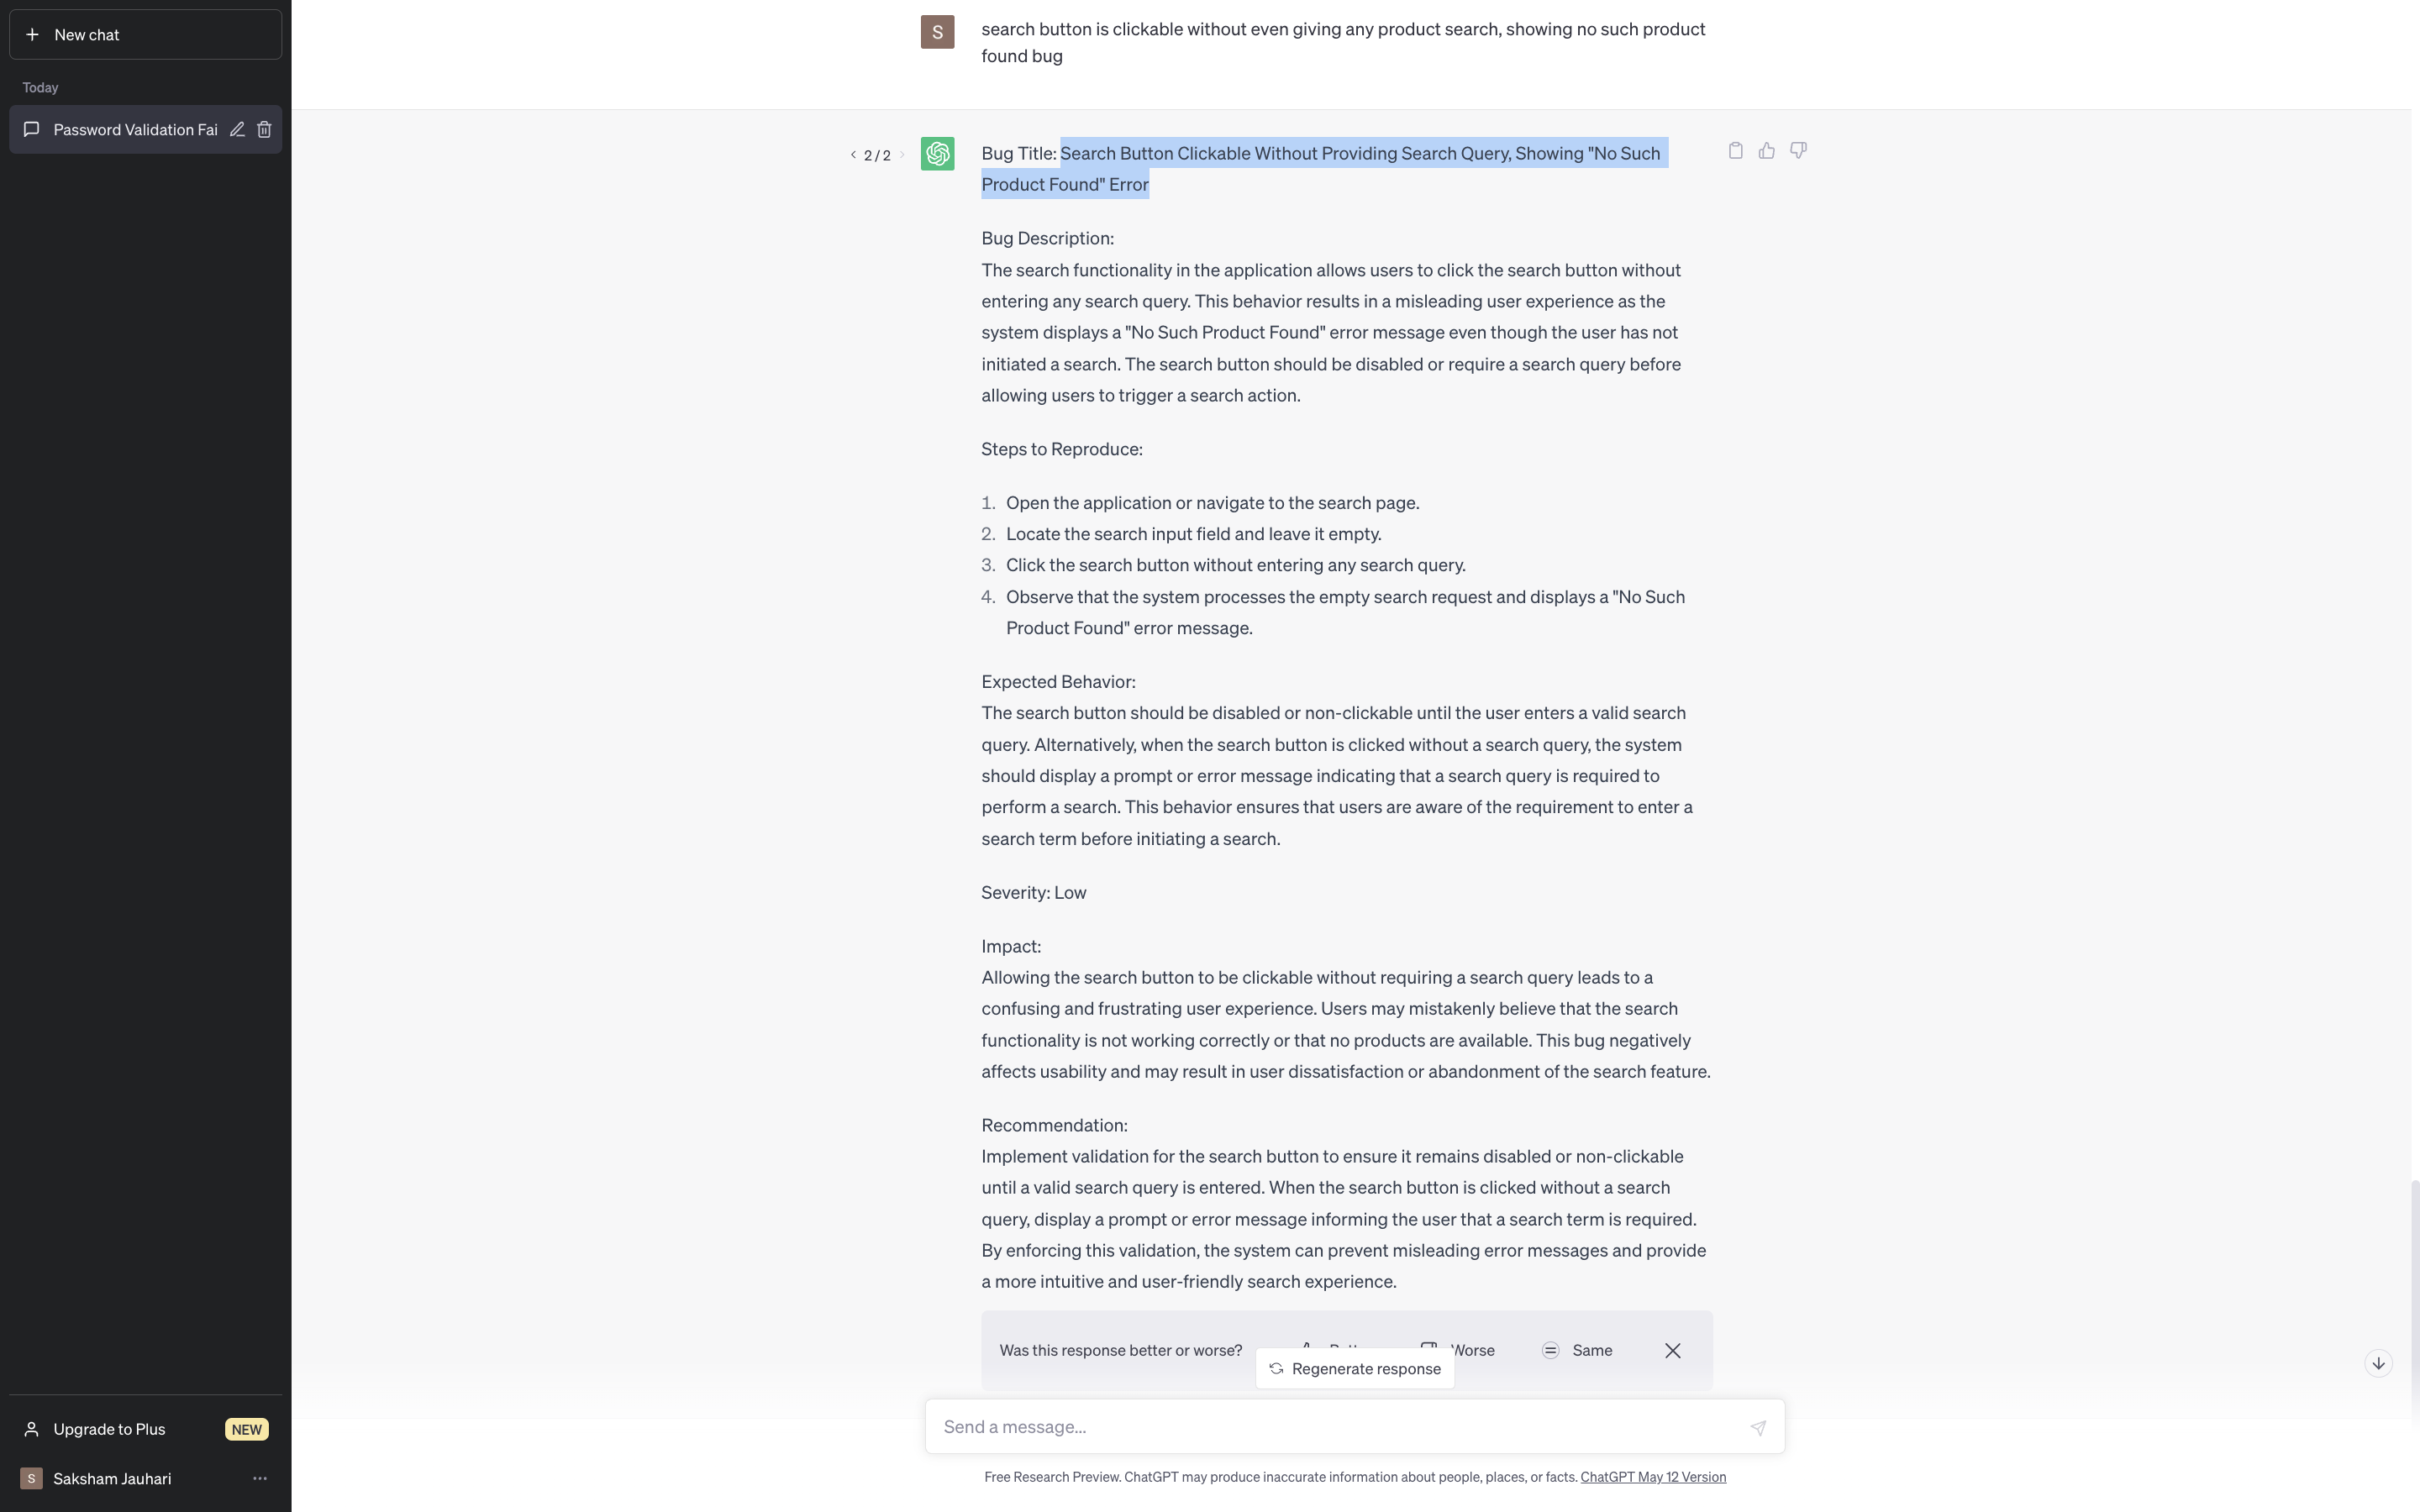 New chat
Today
Password Validation Fai
Upgrade to Plus NEW
S Saksham Jauhari
S
search button is clickable without even giving any product search, showing no such product
found bug
2 / 2
Bug Title: Search Button Clickable Without Providing Search Query, Showing "No Such
Product Found" Error
Bug Description:
The search functionality in the application allows users to click the search button without
entering any search query. This behavior results in a misleading user experience as the
system displays a "No Such Product Found" error message even though the user has not
initiated a search. The search button should be disabled or require a search query before
allowing users to trigger a search action.
Steps to Reproduce:
1. Open the application or navigate to the search page.
2. Locate the search input field and leave it empty.
3. Click the search button without entering any search query.
4. Observe that the system processes the empty search request and displays a "No Such
Product Found" error message.
Expected Behavior:
The search button should be disabled or non-clickable until the user enters a valid search
query. Alternatively, when the search button is clicked without a search query, the system
should display a prompt or error message indicating that a search query is required to
perform a search. This behavior ensures that users are aware of the requirement to enter a
search term before initiating a search.
Severity: Low
Impact:
Allowing the search button to be clickable without requiring a search query leads to a
confusing and frustrating user experience. Users may mistakenly believe that the search
functionality is not working correctly or that no products are available. This bug negatively
affects usability and may result in user dissatisfaction or abandonment of the search feature.
Recommendation:
Implement validation for the search button to ensure it remains disabled or non-clickable
until a valid search query is entered. When the search button is clicked without a search
query, display a prompt or error message informing the user that a search term is required.
By enforcing this validation, the system can prevent misleading error messages and provide
a more intuitive and user-friendly search experience.
Was this response better or worse? Worse Same
Regenerate response
Send a message...
Free Research Preview. ChatGPT may produce inaccurate information about people, places, or facts. ChatGPT May 12 Version